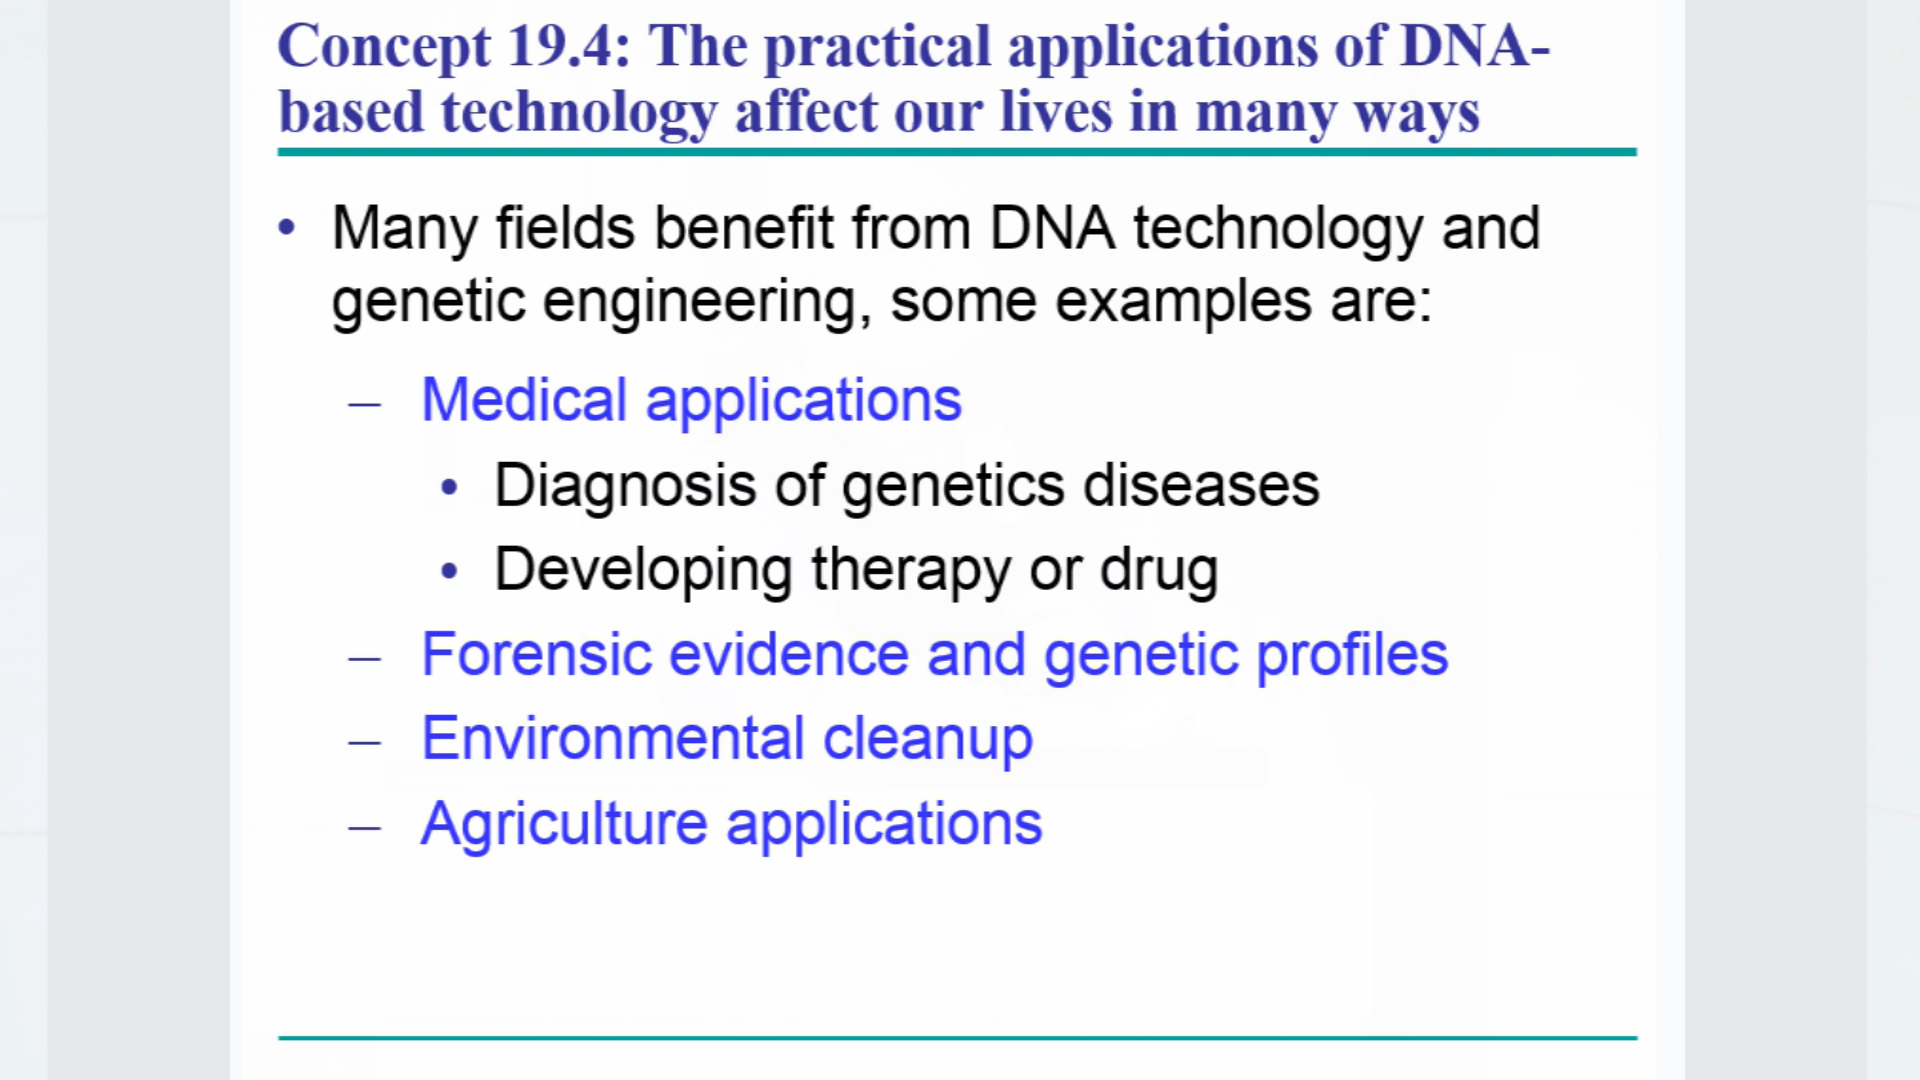 Concept 19.4: The practical applications of DNA-
based technology affect our lives in many ways
• Many fields benefit from DNA technology and
genetic engineering, some examples are:
– Medical applications
• Diagnosis of genetics diseases
• Developing therapy or drug
– Forensic evidence and genetic profiles
– Environmental cleanup
– Agriculture applications